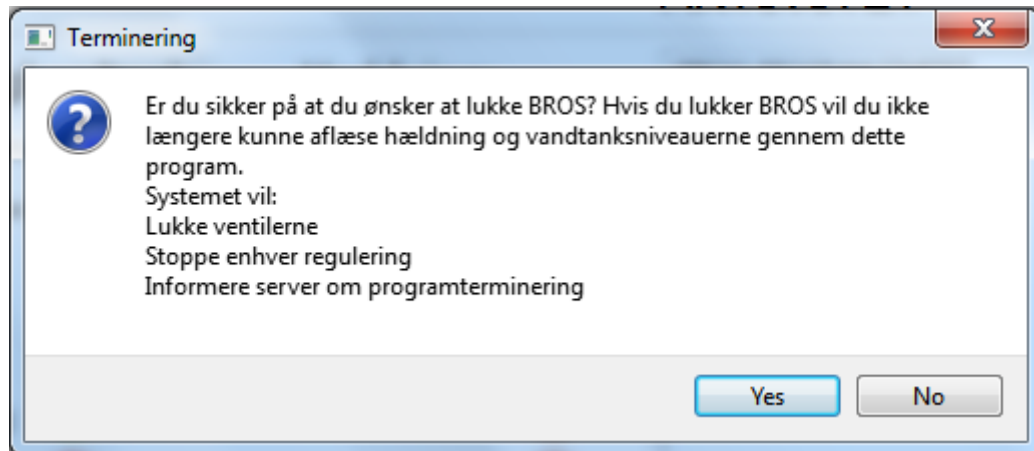 Terminering
Er du sikker på at du ønsker at lukke BROS? Hvis du lukker BROS vil du ikke
længere kunne aflæse hældning og vandtanksniveauerne gennem dette
program.
Systemet vil:
Lukke ventilerne
Stoppe enhver regulering
Informere server om programterminering
Yes
No